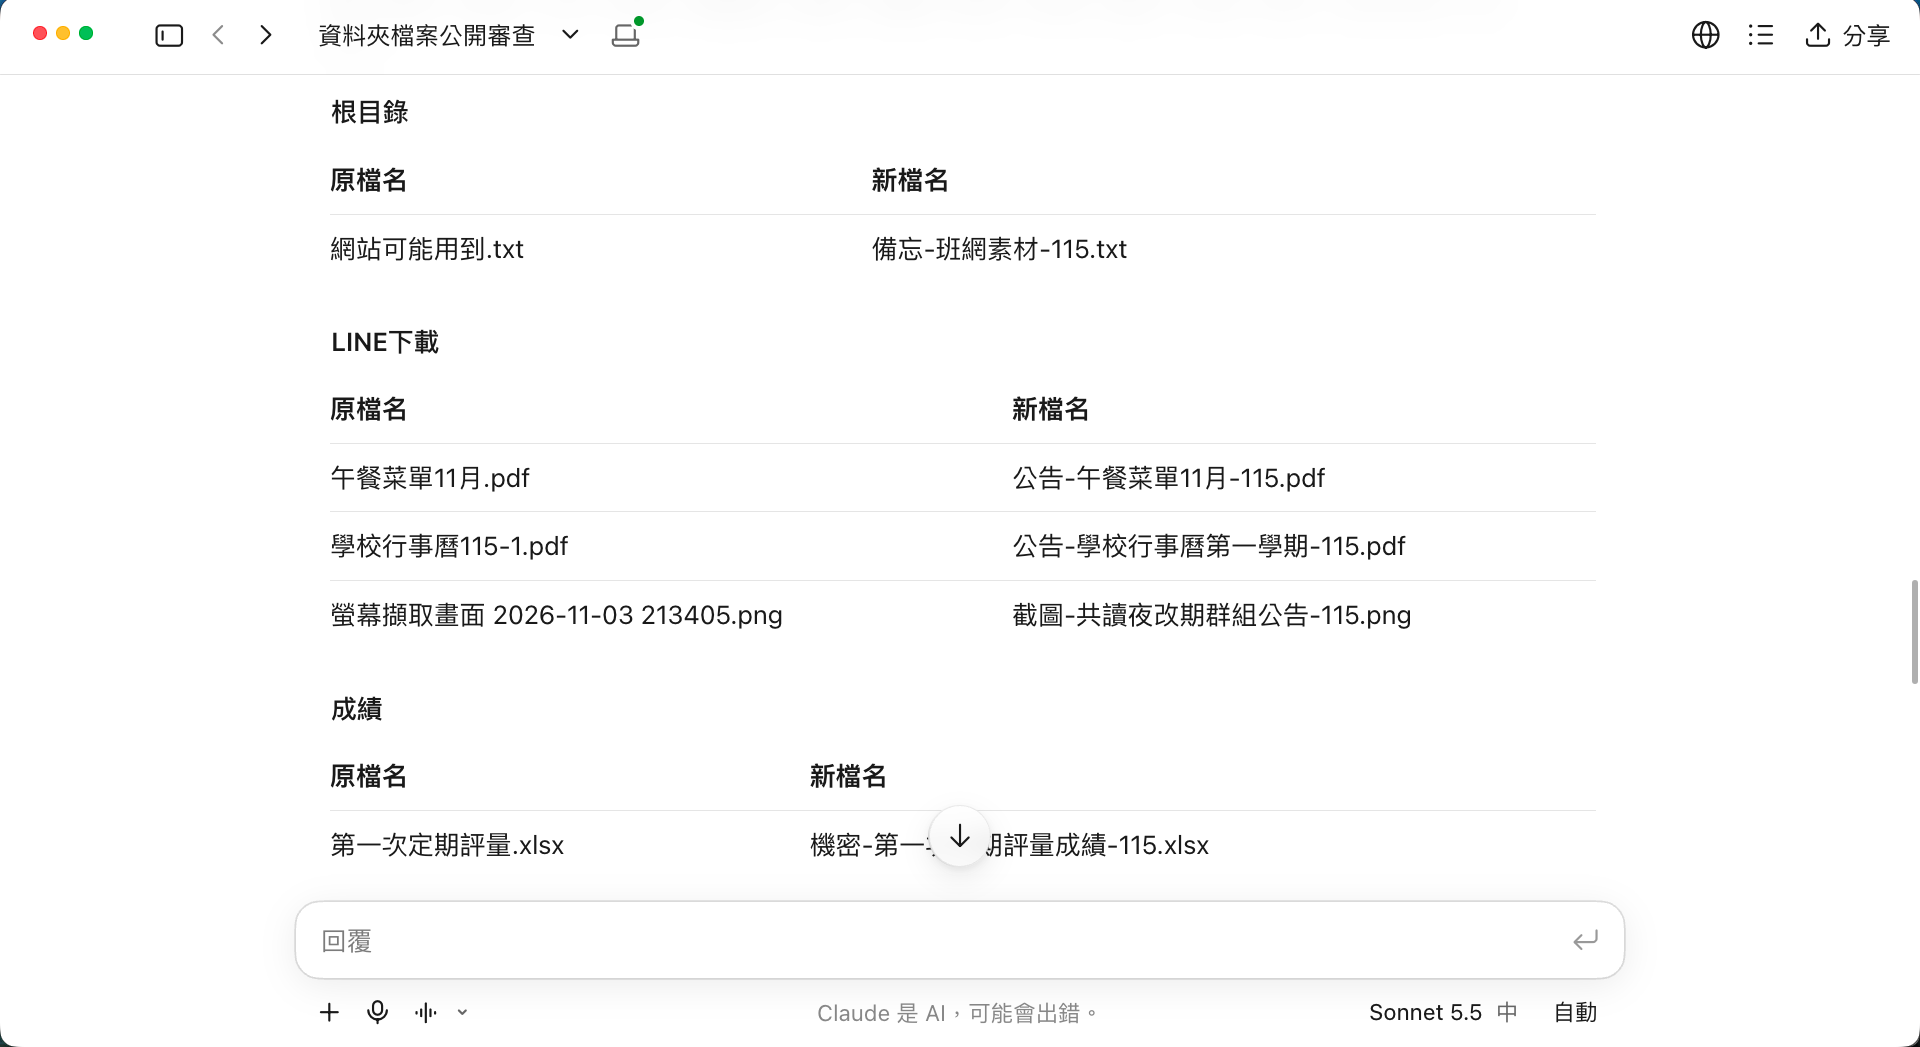 資料夾檔案公開審查
分享
根目錄
原檔名 新檔名
網站可能用到.txt 備忘-班網素材-115.txt
LINE下載
原檔名 新檔名
午餐菜單11月.pdf 公告-午餐菜單11月-115.pdf
學校行事曆115-1.pdf 公告-學校行事曆第一學期-115.pdf
螢幕擷取畫面 2026-11-03 213405.png 截圖-共讀夜改期群組公告-115.png
成績
原檔名 新檔名
第一次定期評量.xlsx 機密-第一 期評量成績-115.xlsx
回覆
Claude 是 AI，可能會出錯。
Sonnet 5.5 中 自動